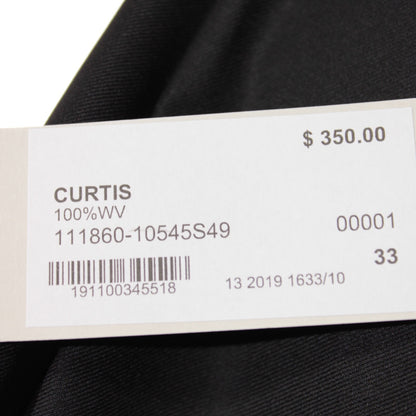 $ 350.00
CURTIS
100%WV
111860-10545S49 00001
33
191100345518 13 2019 1633/10